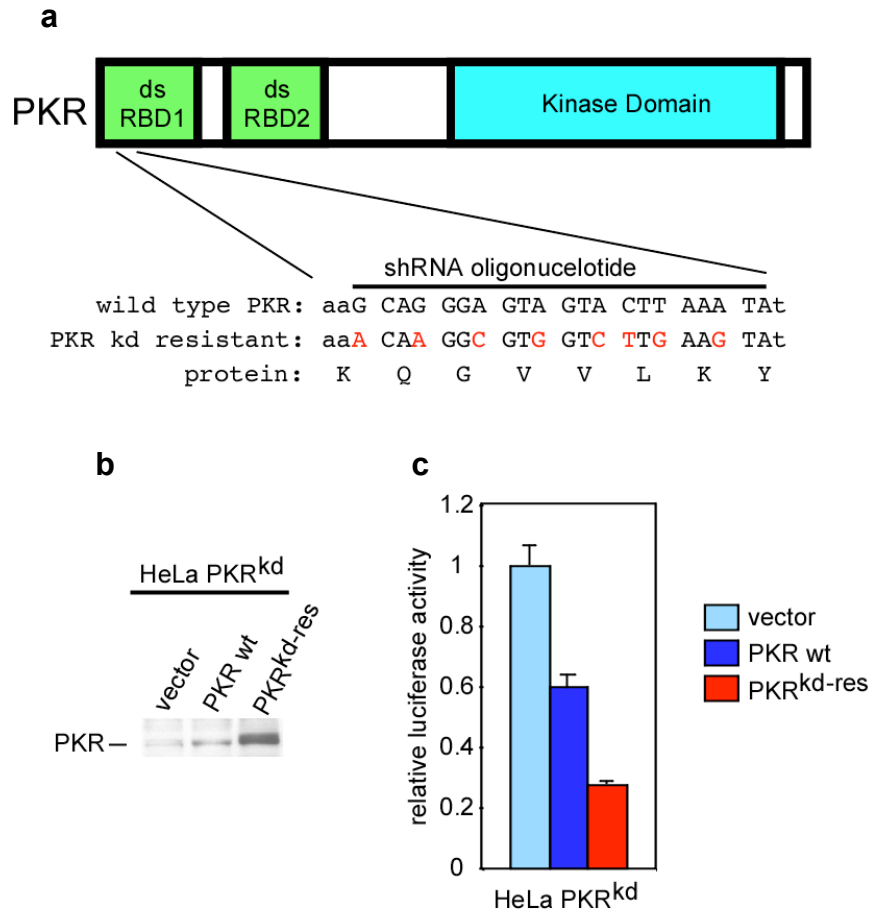 a
PKR
ds RBD1
ds RBD2
Kinase Domain
shRNA oligonucelotide
wild type PKR: aaG CAG GGA GTA GTA CTT AAA TAt
PKR kd resistant: aaA CAA GGC GTG GTC TTG AAG TAt
protein: K Q G V V L K Y
b
HeLa PKRkd
vector
PKR wt
PKRkd-res
PKR
c
relative luciferase activity
1.2
1
0.8
0.6
0.4
0.2
0
HeLa PKRkd
vector
PKR wt
PKRkd-res